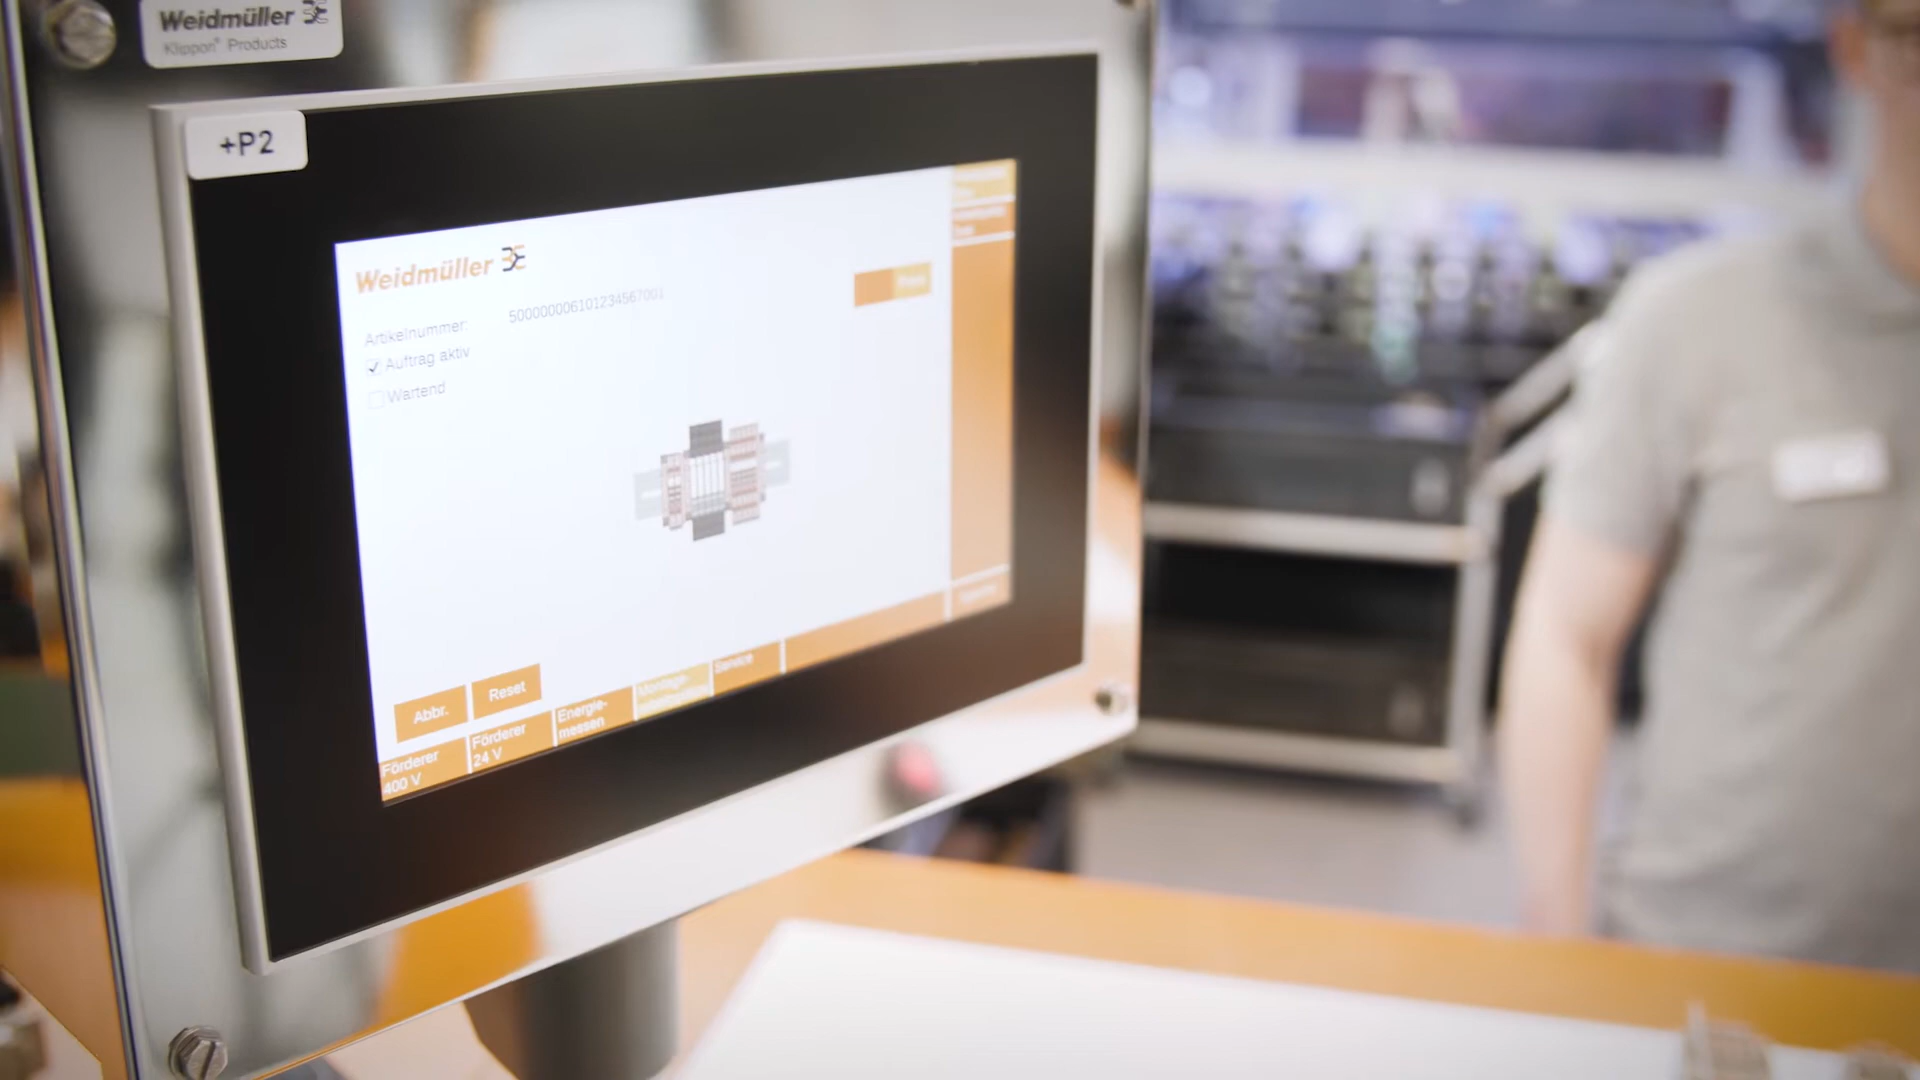 Weidmüller
Klippon® Products
+P2
Weidmüller
Artikelnummer: 500000006101234567001
Auftrag aktiv
Wartend
Abbr.
Reset
Förderer
400 V
Förderer
24 V
Energie-
messen
Montage-
Service